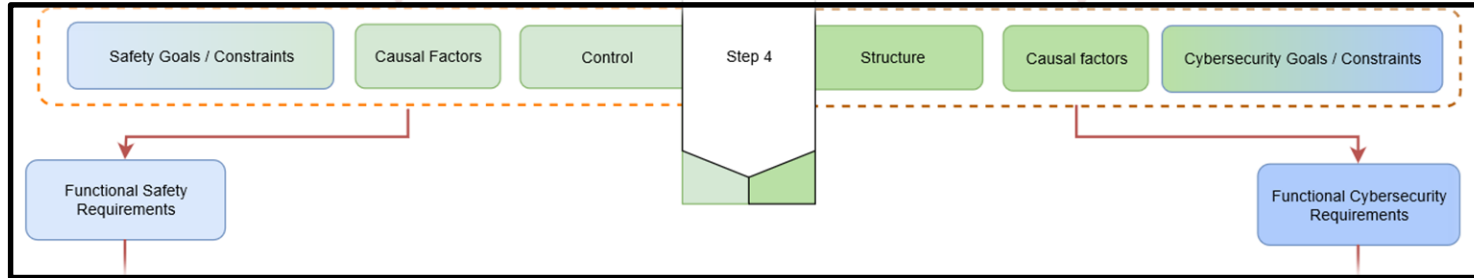 Safety Goals / Constraints
Causal Factors
Control
Step 4
Structure
Causal factors
Cybersecurity Goals / Constraints
Functional Safety
Requirements
Functional Cybersecurity
Requirements